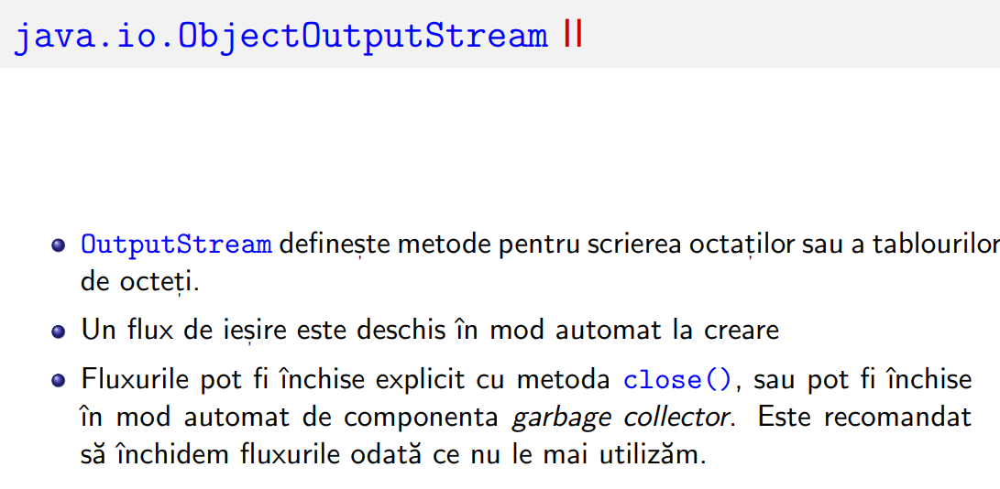 java.io.ObjectOutputStream II
OutputStream definește metode pentru scrierea octaților sau a tablourilor
de octeți.
Un flux de ieșire este deschis în mod automat la creare
Fluxurile pot fi închise explicit cu metoda close(), sau pot fi închise
în mod automat de componenta garbage collector. Este recomandat
să închidem fluxurile odată ce nu le mai utilizăm.